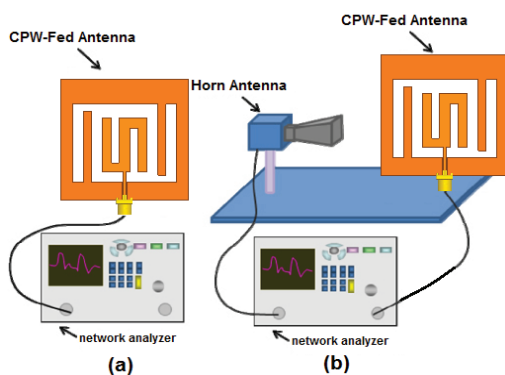 CPW-Fed Antenna
network analyzer
(a)
CPW-Fed Antenna
Horn Antenna
network analyzer
(b)